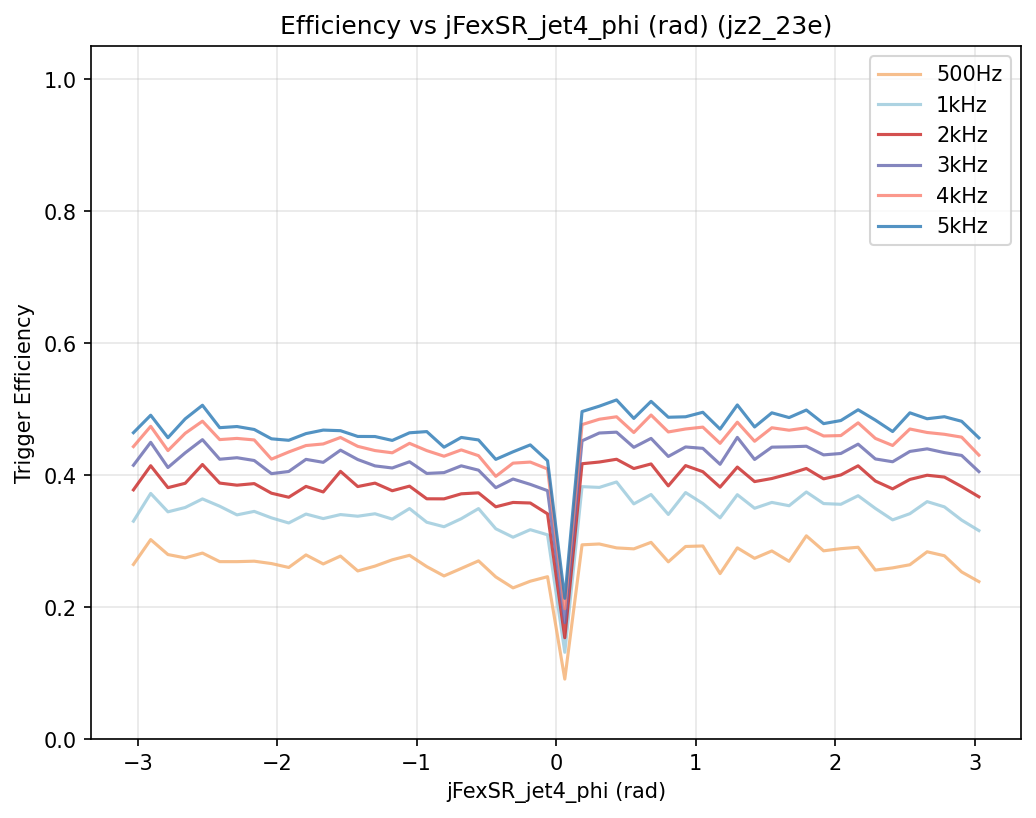 Efficiency vs jFexSR_jet4_phi (rad) (jz2_23e)
1.0
0.8
0.6
0.4
0.2
0.0
Trigger Efficiency
500Hz
1kHz
2kHz
3kHz
4kHz
5kHz
−3
−2
−1
0
1
2
3
jFexSR_jet4_phi (rad)